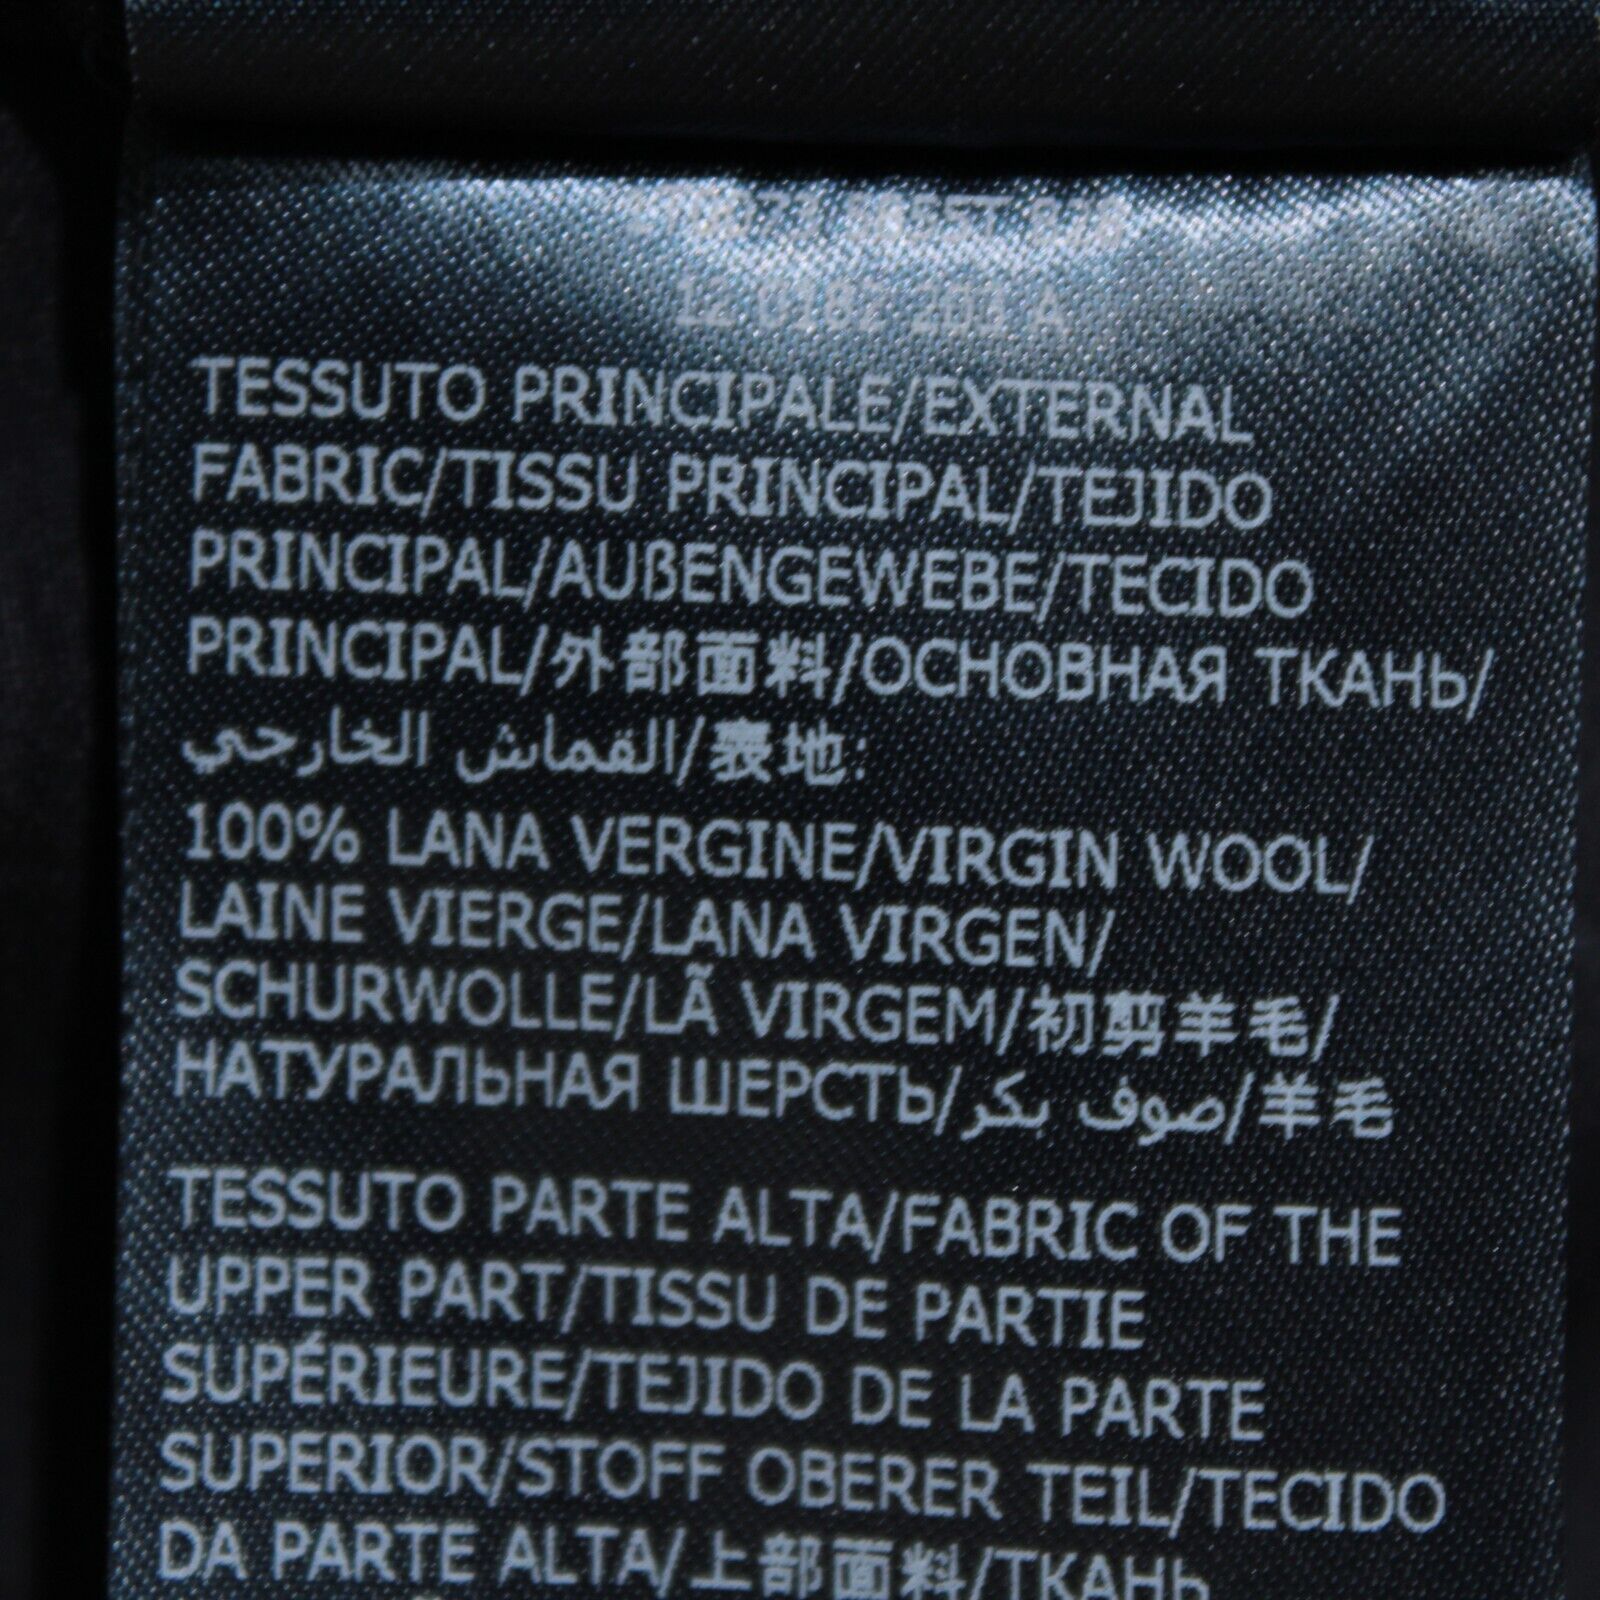 12 0182 203 A
TESSUTO PRINCIPALE/EXTERNAL
FABRIC/TISSU PRINCIPAL/TEJIDO
PRINCIPAL/AUßENGEWEBE/TECIDO
PRINCIPAL/外部面料/ОСНОВНАЯ ТКАНЬ/
القماش الخارجي/表地:
100% LANA VERGINE/VIRGIN WOOL/
LAINE VIERGE/LANA VIRGEN/
SCHURWOLLE/LÃ VIRGEM/初剪羊毛/
НАТУРАЛЬНАЯ ШЕРСТЬ/صوف بكر/羊毛
TESSUTO PARTE ALTA/FABRIC OF THE
UPPER PART/TISSU DE PARTIE
SUPÉRIEURE/TEJIDO DE LA PARTE
SUPERIOR/STOFF OBERER TEIL/TECIDO
DA PARTE ALTA/上部面料/ТКАНЬ